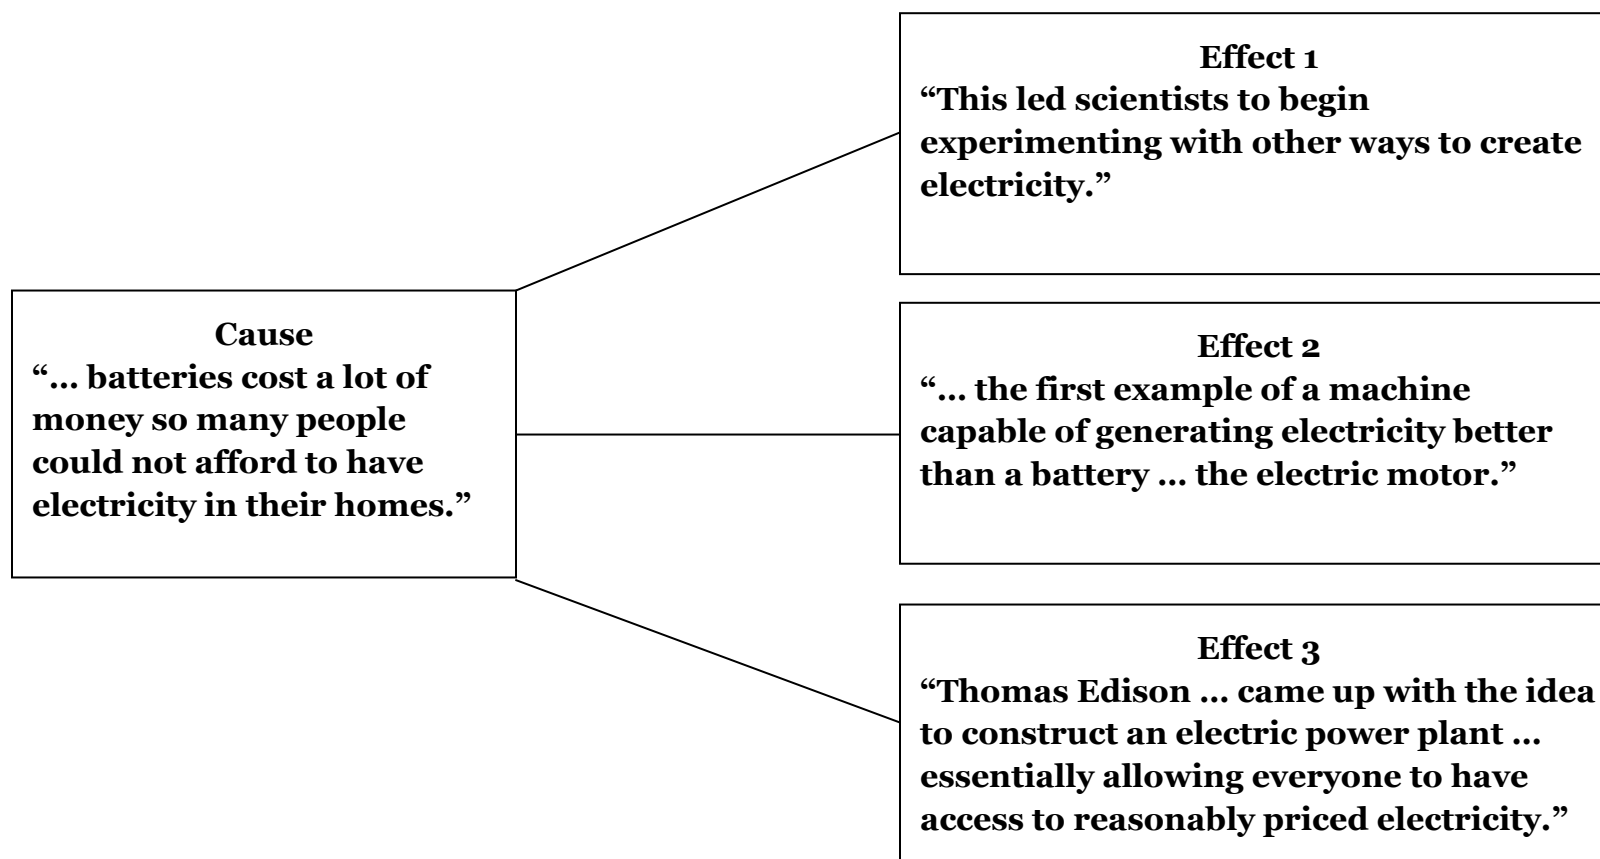 Effect 1
“This led scientists to begin
experimenting with other ways to create
electricity.”
Cause
“... batteries cost a lot of
money so many people
could not afford to have
electricity in their homes.”
Effect 2
“... the first example of a machine
capable of generating electricity better
than a battery ... the electric motor.”
Effect 3
“Thomas Edison ... came up with the idea
to construct an electric power plant ...
essentially allowing everyone to have
access to reasonably priced electricity.”